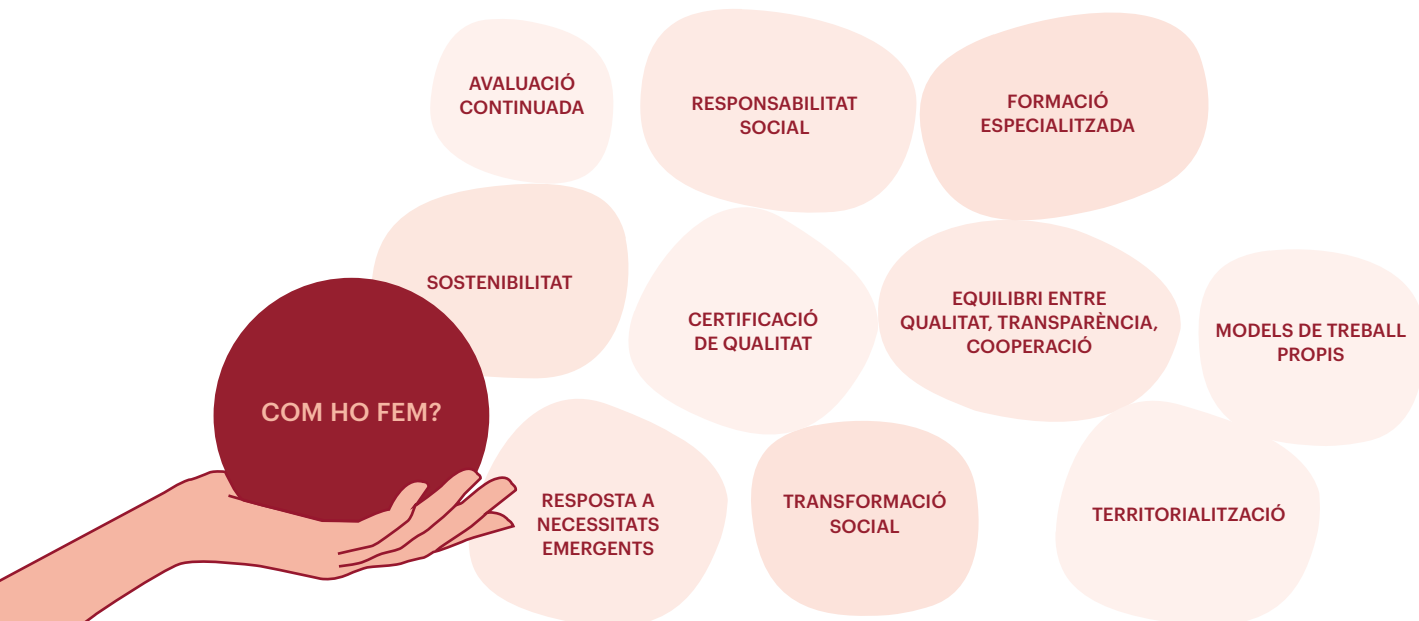 AVALUACIÓ
CONTINUADA
RESPONSABILITAT
SOCIAL
FORMACIÓ
ESPECIALITZADA
SOSTENIBILITAT
CERTIFICACIÓ
DE QUALITAT
EQUILIBRI ENTRE
QUALITAT, TRANSPARÈNCIA,
COOPERACIÓ
MODELS DE TREBALL
PROPIS
COM HO FEM?
RESPOSTA A
NECESSITATS
EMERGENTS
TRANSFORMACIÓ
SOCIAL
TERRITORIALITZACIÓ